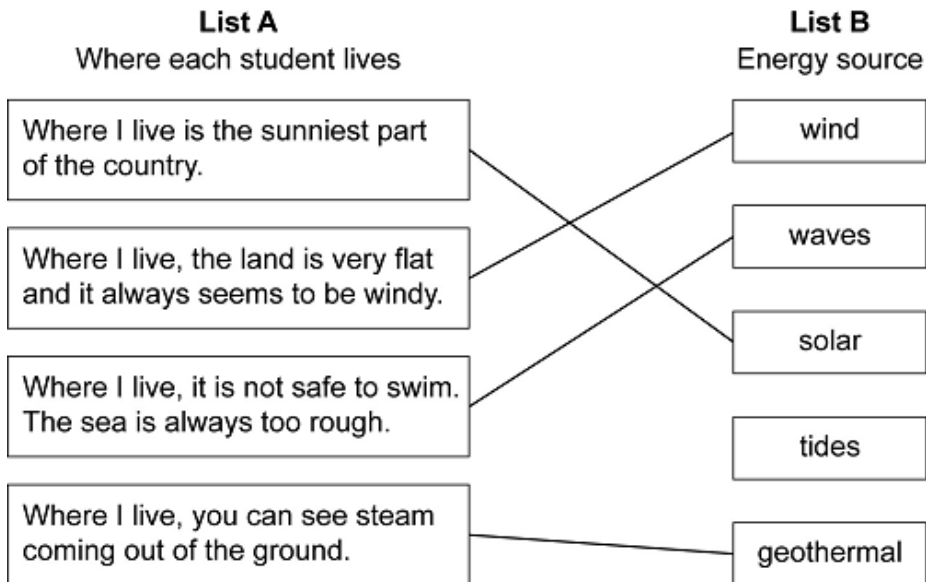 List A
Where each student lives
Where I live is the sunniest part
of the country.
Where I live, the land is very flat
and it always seems to be windy.
Where I live, it is not safe to swim.
The sea is always too rough.
Where I live, you can see steam
coming out of the ground.
List B
Energy source
wind
waves
solar
tides
geothermal